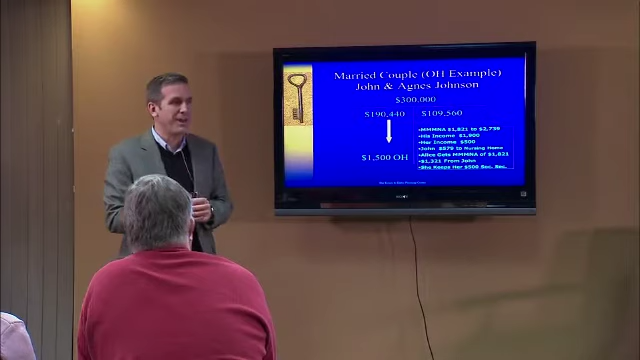 Married Couple (OH Example)
John & Agnes Johnson
$300,000
$190,440 $109,560
$1,500 OH
•MMMNA $1,821 to $2,739
•His Income $1,900
•Her Income $500
•John $579 to Nursing Home
•Alice Gets MMMNA of $1,821
•$1,321 From John
•She Keeps Her $500 Soc. Sec.
SONY